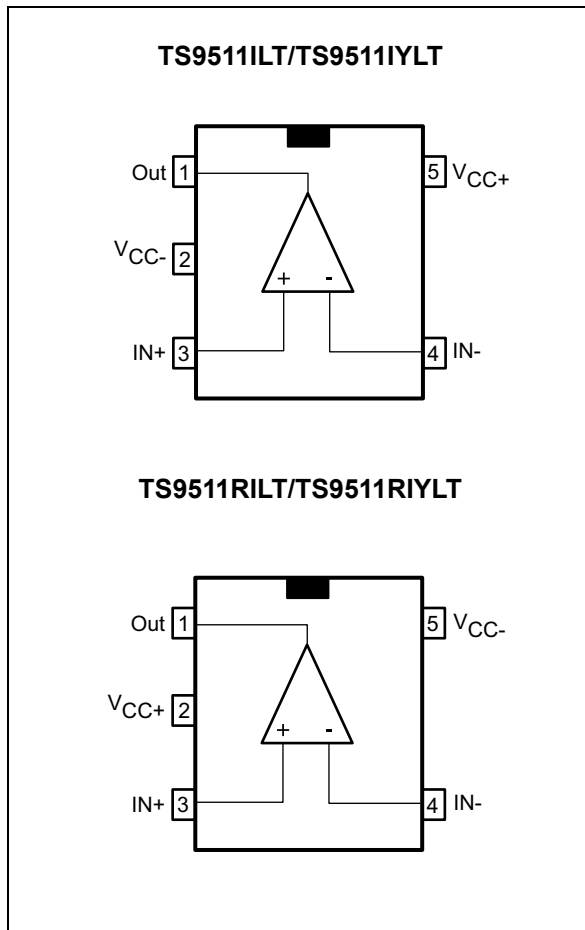 TS9511ILT/TS9511IYLT
Out 1
5 VCC+
VCC- 2
+ -
IN+ 3
4 IN-
TS9511RILT/TS9511RIYLT
Out 1
5 VCC-
VCC+ 2
+ -
IN+ 3
4 IN-